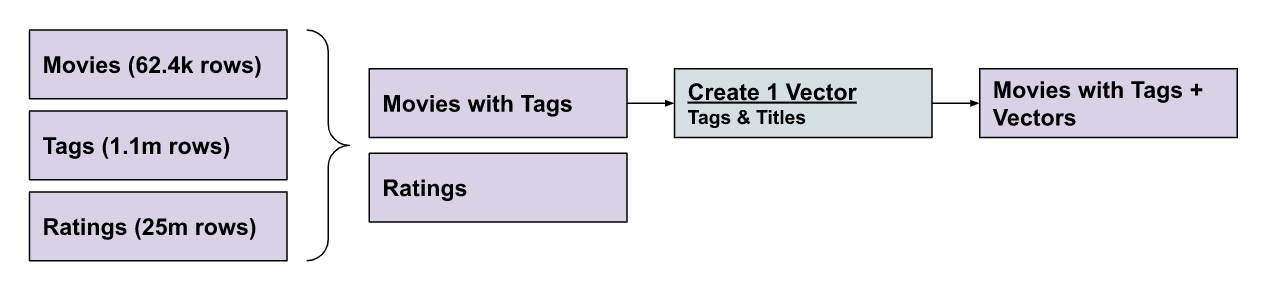 Movies (62.4k rows)
Tags (1.1m rows)
Ratings (25m rows)
Movies with Tags
Ratings
Create 1 Vector
Tags & Titles
Movies with Tags +
Vectors